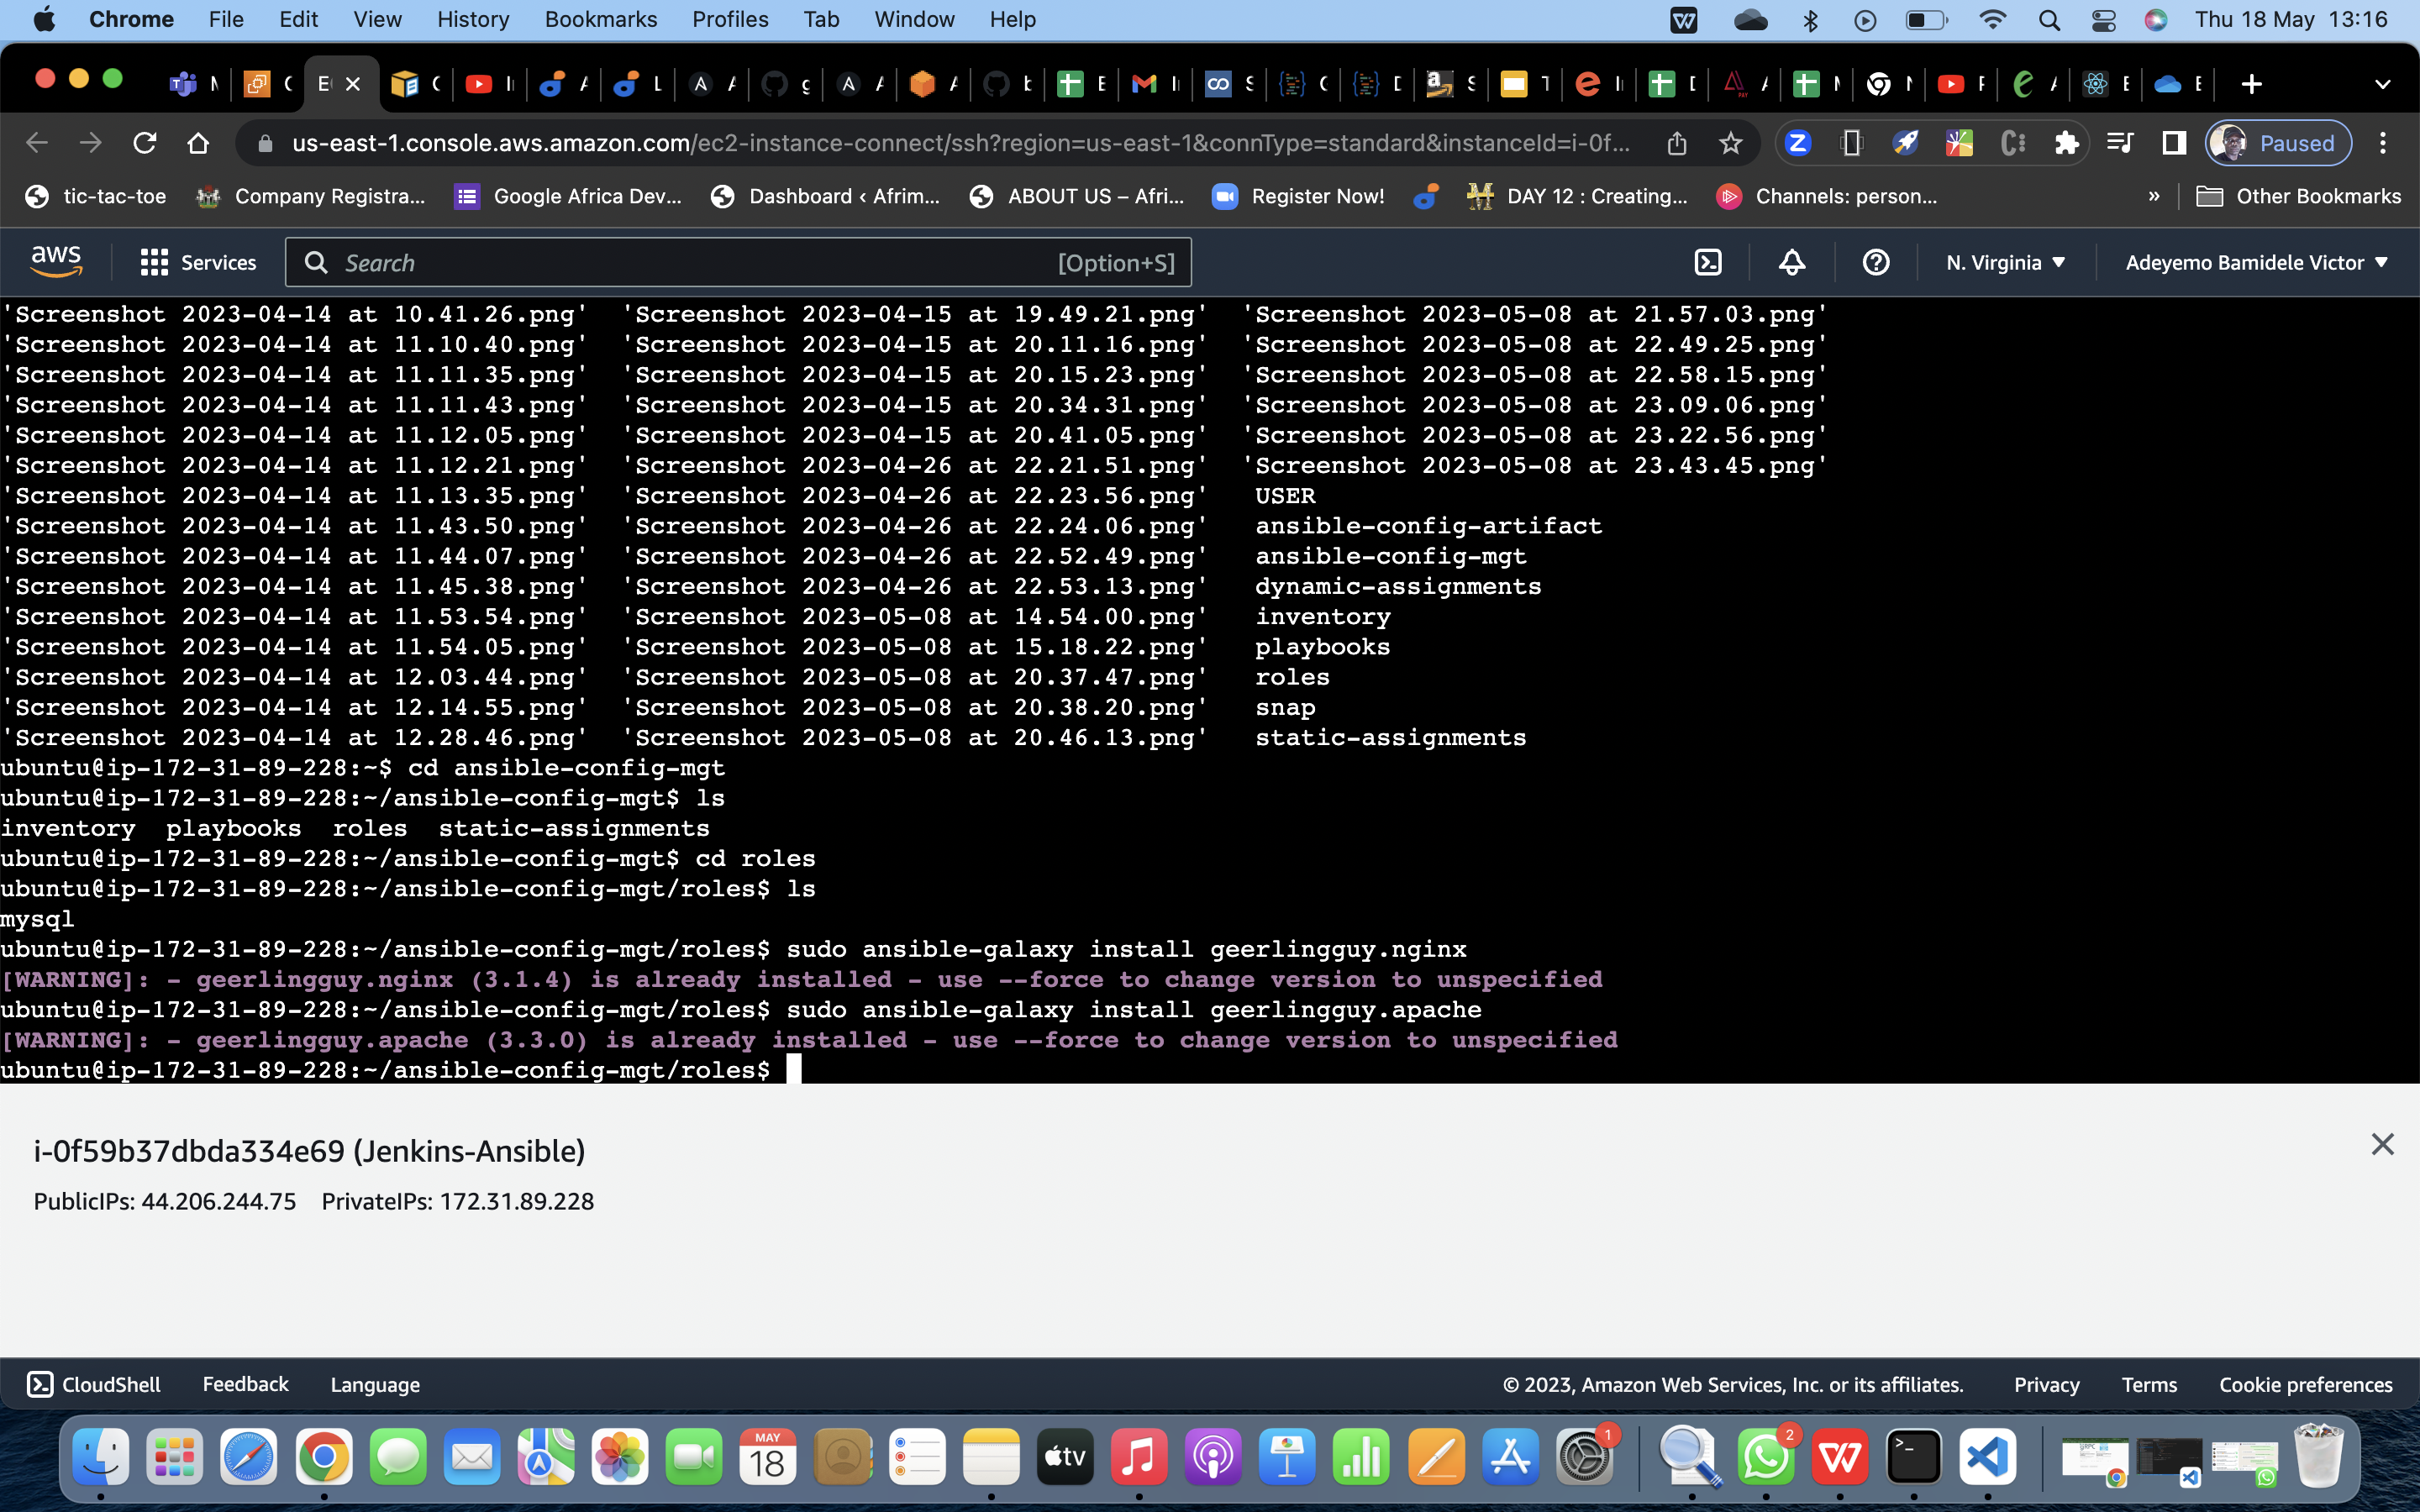 Chrome File Edit View History Bookmarks Profiles Tab Window Help Thu 18 May 13:16
us-east-1.console.aws.amazon.com/ec2-instance-connect/ssh?region=us-east-1&connType=standard&instanceId=i-0f... Paused
tic-tac-toe Company Registra... Google Africa Dev... Dashboard ‹ Afrim... ABOUT US – Afri... Register Now! DAY 12 : Creating... Channels: person... » Other Bookmarks
aws Services Search [Option+S] N. Virginia Adeyemo Bamidele Victor
'Screenshot 2023-04-14 at 10.41.26.png' 'Screenshot 2023-04-15 at 19.49.21.png' 'Screenshot 2023-05-08 at 21.57.03.png'
'Screenshot 2023-04-14 at 11.10.40.png' 'Screenshot 2023-04-15 at 20.11.16.png' 'Screenshot 2023-05-08 at 22.49.25.png'
'Screenshot 2023-04-14 at 11.11.35.png' 'Screenshot 2023-04-15 at 20.15.23.png' 'Screenshot 2023-05-08 at 22.58.15.png'
'Screenshot 2023-04-14 at 11.11.43.png' 'Screenshot 2023-04-15 at 20.34.31.png' 'Screenshot 2023-05-08 at 23.09.06.png'
'Screenshot 2023-04-14 at 11.12.05.png' 'Screenshot 2023-04-15 at 20.41.05.png' 'Screenshot 2023-05-08 at 23.22.56.png'
'Screenshot 2023-04-14 at 11.12.21.png' 'Screenshot 2023-04-26 at 22.21.51.png' 'Screenshot 2023-05-08 at 23.43.45.png'
'Screenshot 2023-04-14 at 11.13.35.png' 'Screenshot 2023-04-26 at 22.23.56.png' USER
'Screenshot 2023-04-14 at 11.43.50.png' 'Screenshot 2023-04-26 at 22.24.06.png' ansible-config-artifact
'Screenshot 2023-04-14 at 11.44.07.png' 'Screenshot 2023-04-26 at 22.52.49.png' ansible-config-mgt
'Screenshot 2023-04-14 at 11.45.38.png' 'Screenshot 2023-04-26 at 22.53.13.png' dynamic-assignments
'Screenshot 2023-04-14 at 11.53.54.png' 'Screenshot 2023-05-08 at 14.54.00.png' inventory
'Screenshot 2023-04-14 at 11.54.05.png' 'Screenshot 2023-05-08 at 15.18.22.png' playbooks
'Screenshot 2023-04-14 at 12.03.44.png' 'Screenshot 2023-05-08 at 20.37.47.png' roles
'Screenshot 2023-04-14 at 12.14.55.png' 'Screenshot 2023-05-08 at 20.38.20.png' snap
'Screenshot 2023-04-14 at 12.28.46.png' 'Screenshot 2023-05-08 at 20.46.13.png' static-assignments
ubuntu@ip-172-31-89-228:~$ cd ansible-config-mgt
ubuntu@ip-172-31-89-228:~/ansible-config-mgt$ ls
inventory playbooks roles static-assignments
ubuntu@ip-172-31-89-228:~/ansible-config-mgt$ cd roles
ubuntu@ip-172-31-89-228:~/ansible-config-mgt/roles$ ls
mysql
ubuntu@ip-172-31-89-228:~/ansible-config-mgt/roles$ sudo ansible-galaxy install geerlingguy.nginx
[WARNING]: - geerlingguy.nginx (3.1.4) is already installed - use --force to change version to unspecified
ubuntu@ip-172-31-89-228:~/ansible-config-mgt/roles$ sudo ansible-galaxy install geerlingguy.apache
[WARNING]: - geerlingguy.apache (3.3.0) is already installed - use --force to change version to unspecified
ubuntu@ip-172-31-89-228:~/ansible-config-mgt/roles$
i-0f59b37dbda334e69 (Jenkins-Ansible)
PublicIPs: 44.206.244.75 PrivateIPs: 172.31.89.228
CloudShell Feedback Language © 2023, Amazon Web Services, Inc. or its affiliates. Privacy Terms Cookie preferences
MAY
18
tv
1
2